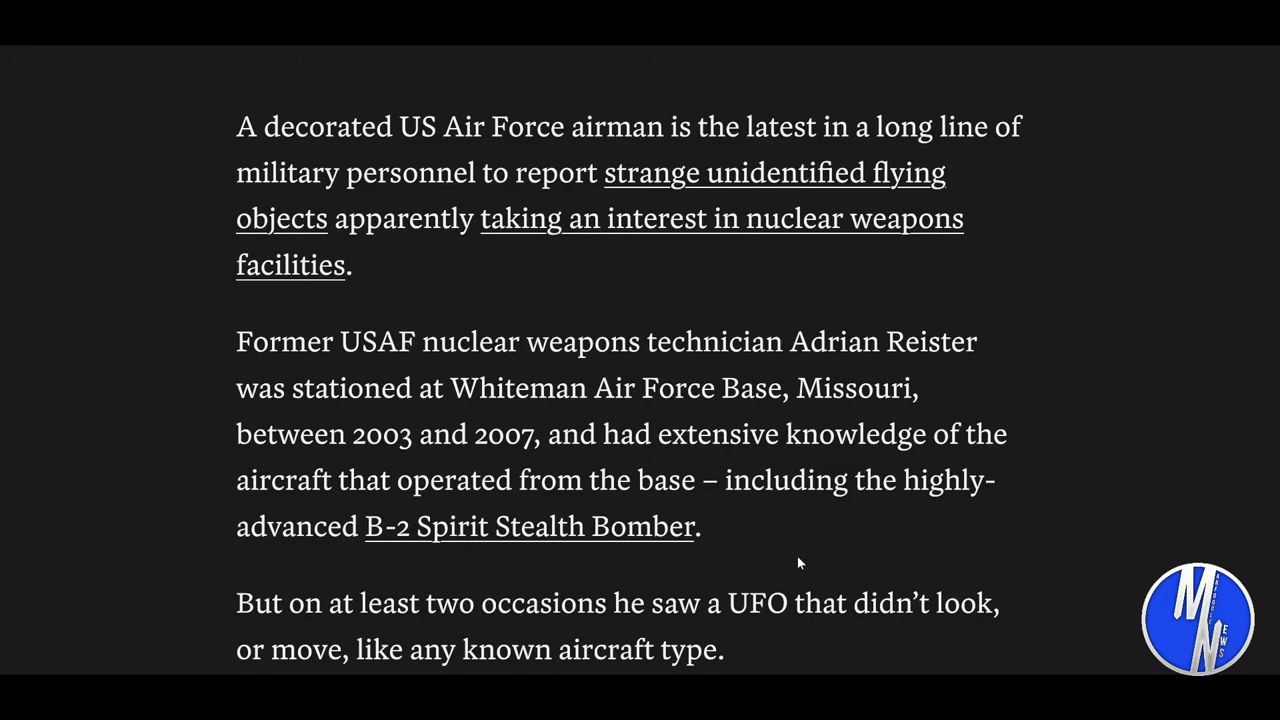 A decorated US Air Force airman is the latest in a long line of
military personnel to report strange unidentified flying
objects apparently taking an interest in nuclear weapons
facilities.
Former USAF nuclear weapons technician Adrian Reister
was stationed at Whiteman Air Force Base, Missouri,
between 2003 and 2007, and had extensive knowledge of the
aircraft that operated from the base – including the highly-
advanced B-2 Spirit Stealth Bomber.
But on at least two occasions he saw a UFO that didn’t look,
or move, like any known aircraft type.
M
N
EWS